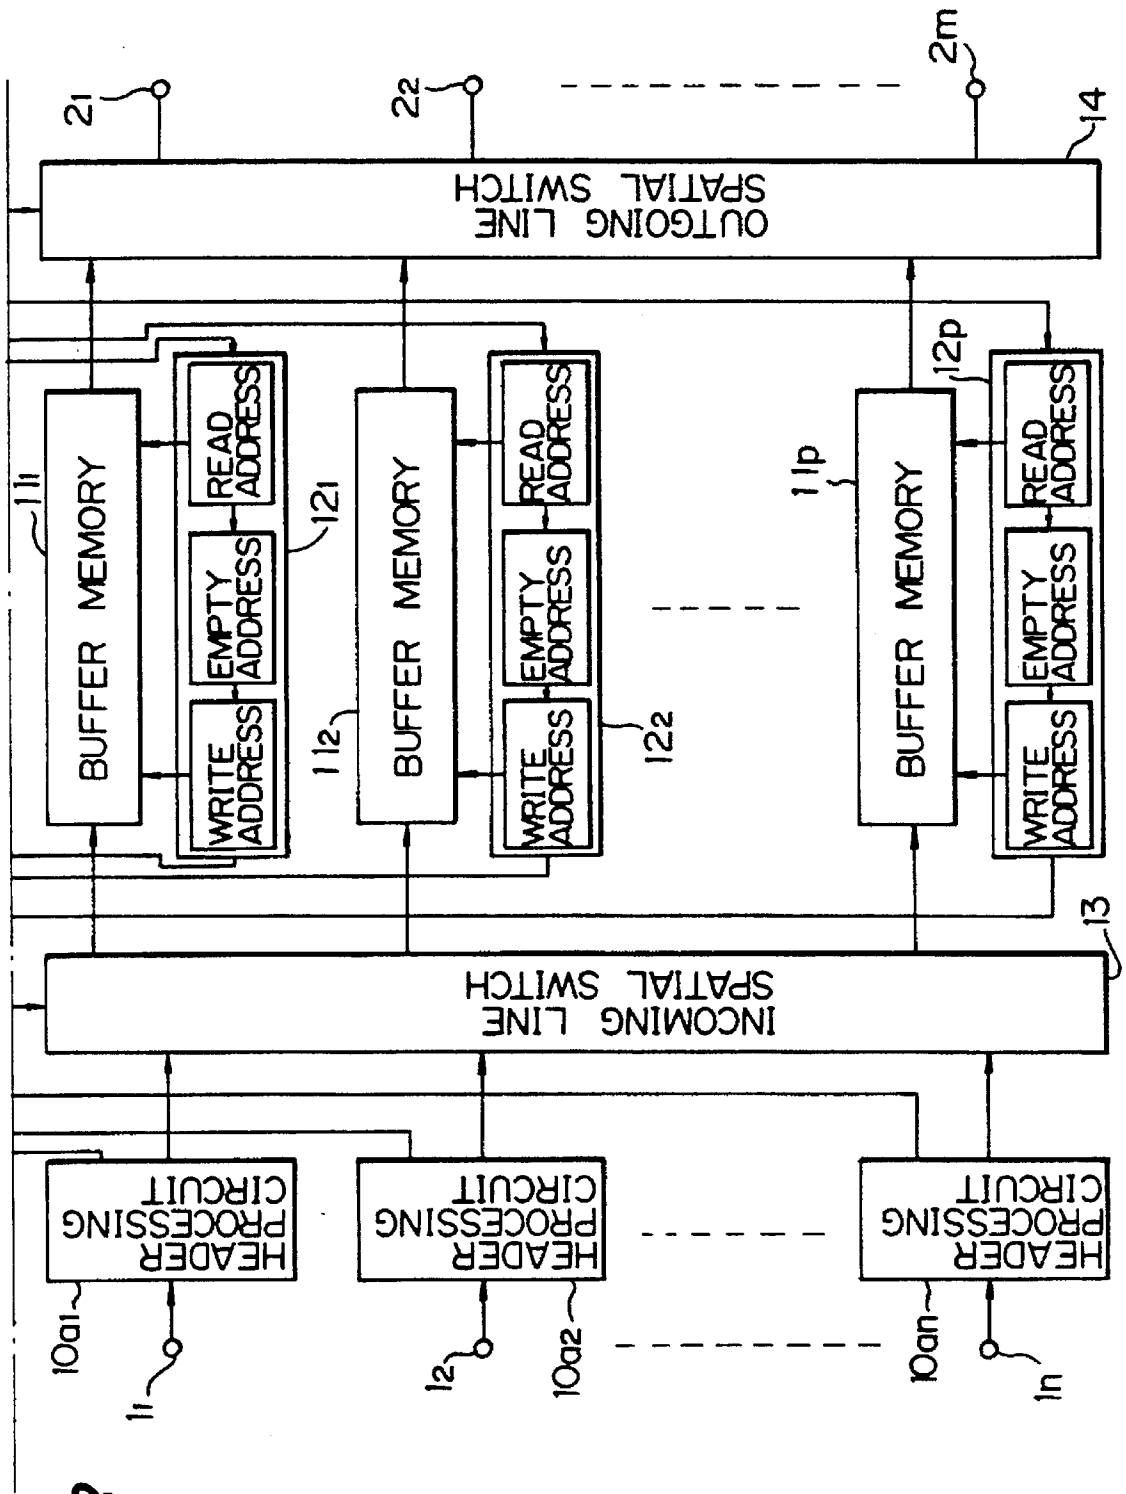 10a1
HEADER
PROCESSING
CIRCUIT
11
10a2
HEADER
PROCESSING
CIRCUIT
12
10an
HEADER
PROCESSING
CIRCUIT
1n
INCOMING LINE
SPATIAL SWITCH
13
111
BUFFER MEMORY
WRITE
ADDRESS
EMPTY
ADDRESS
READ
ADDRESS
121
112
BUFFER MEMORY
WRITE
ADDRESS
EMPTY
ADDRESS
READ
ADDRESS
122
11p
BUFFER MEMORY
WRITE
ADDRESS
EMPTY
ADDRESS
READ
ADDRESS
12p
OUTGOING LINE
SPATIAL SWITCH
14
21
22
2m